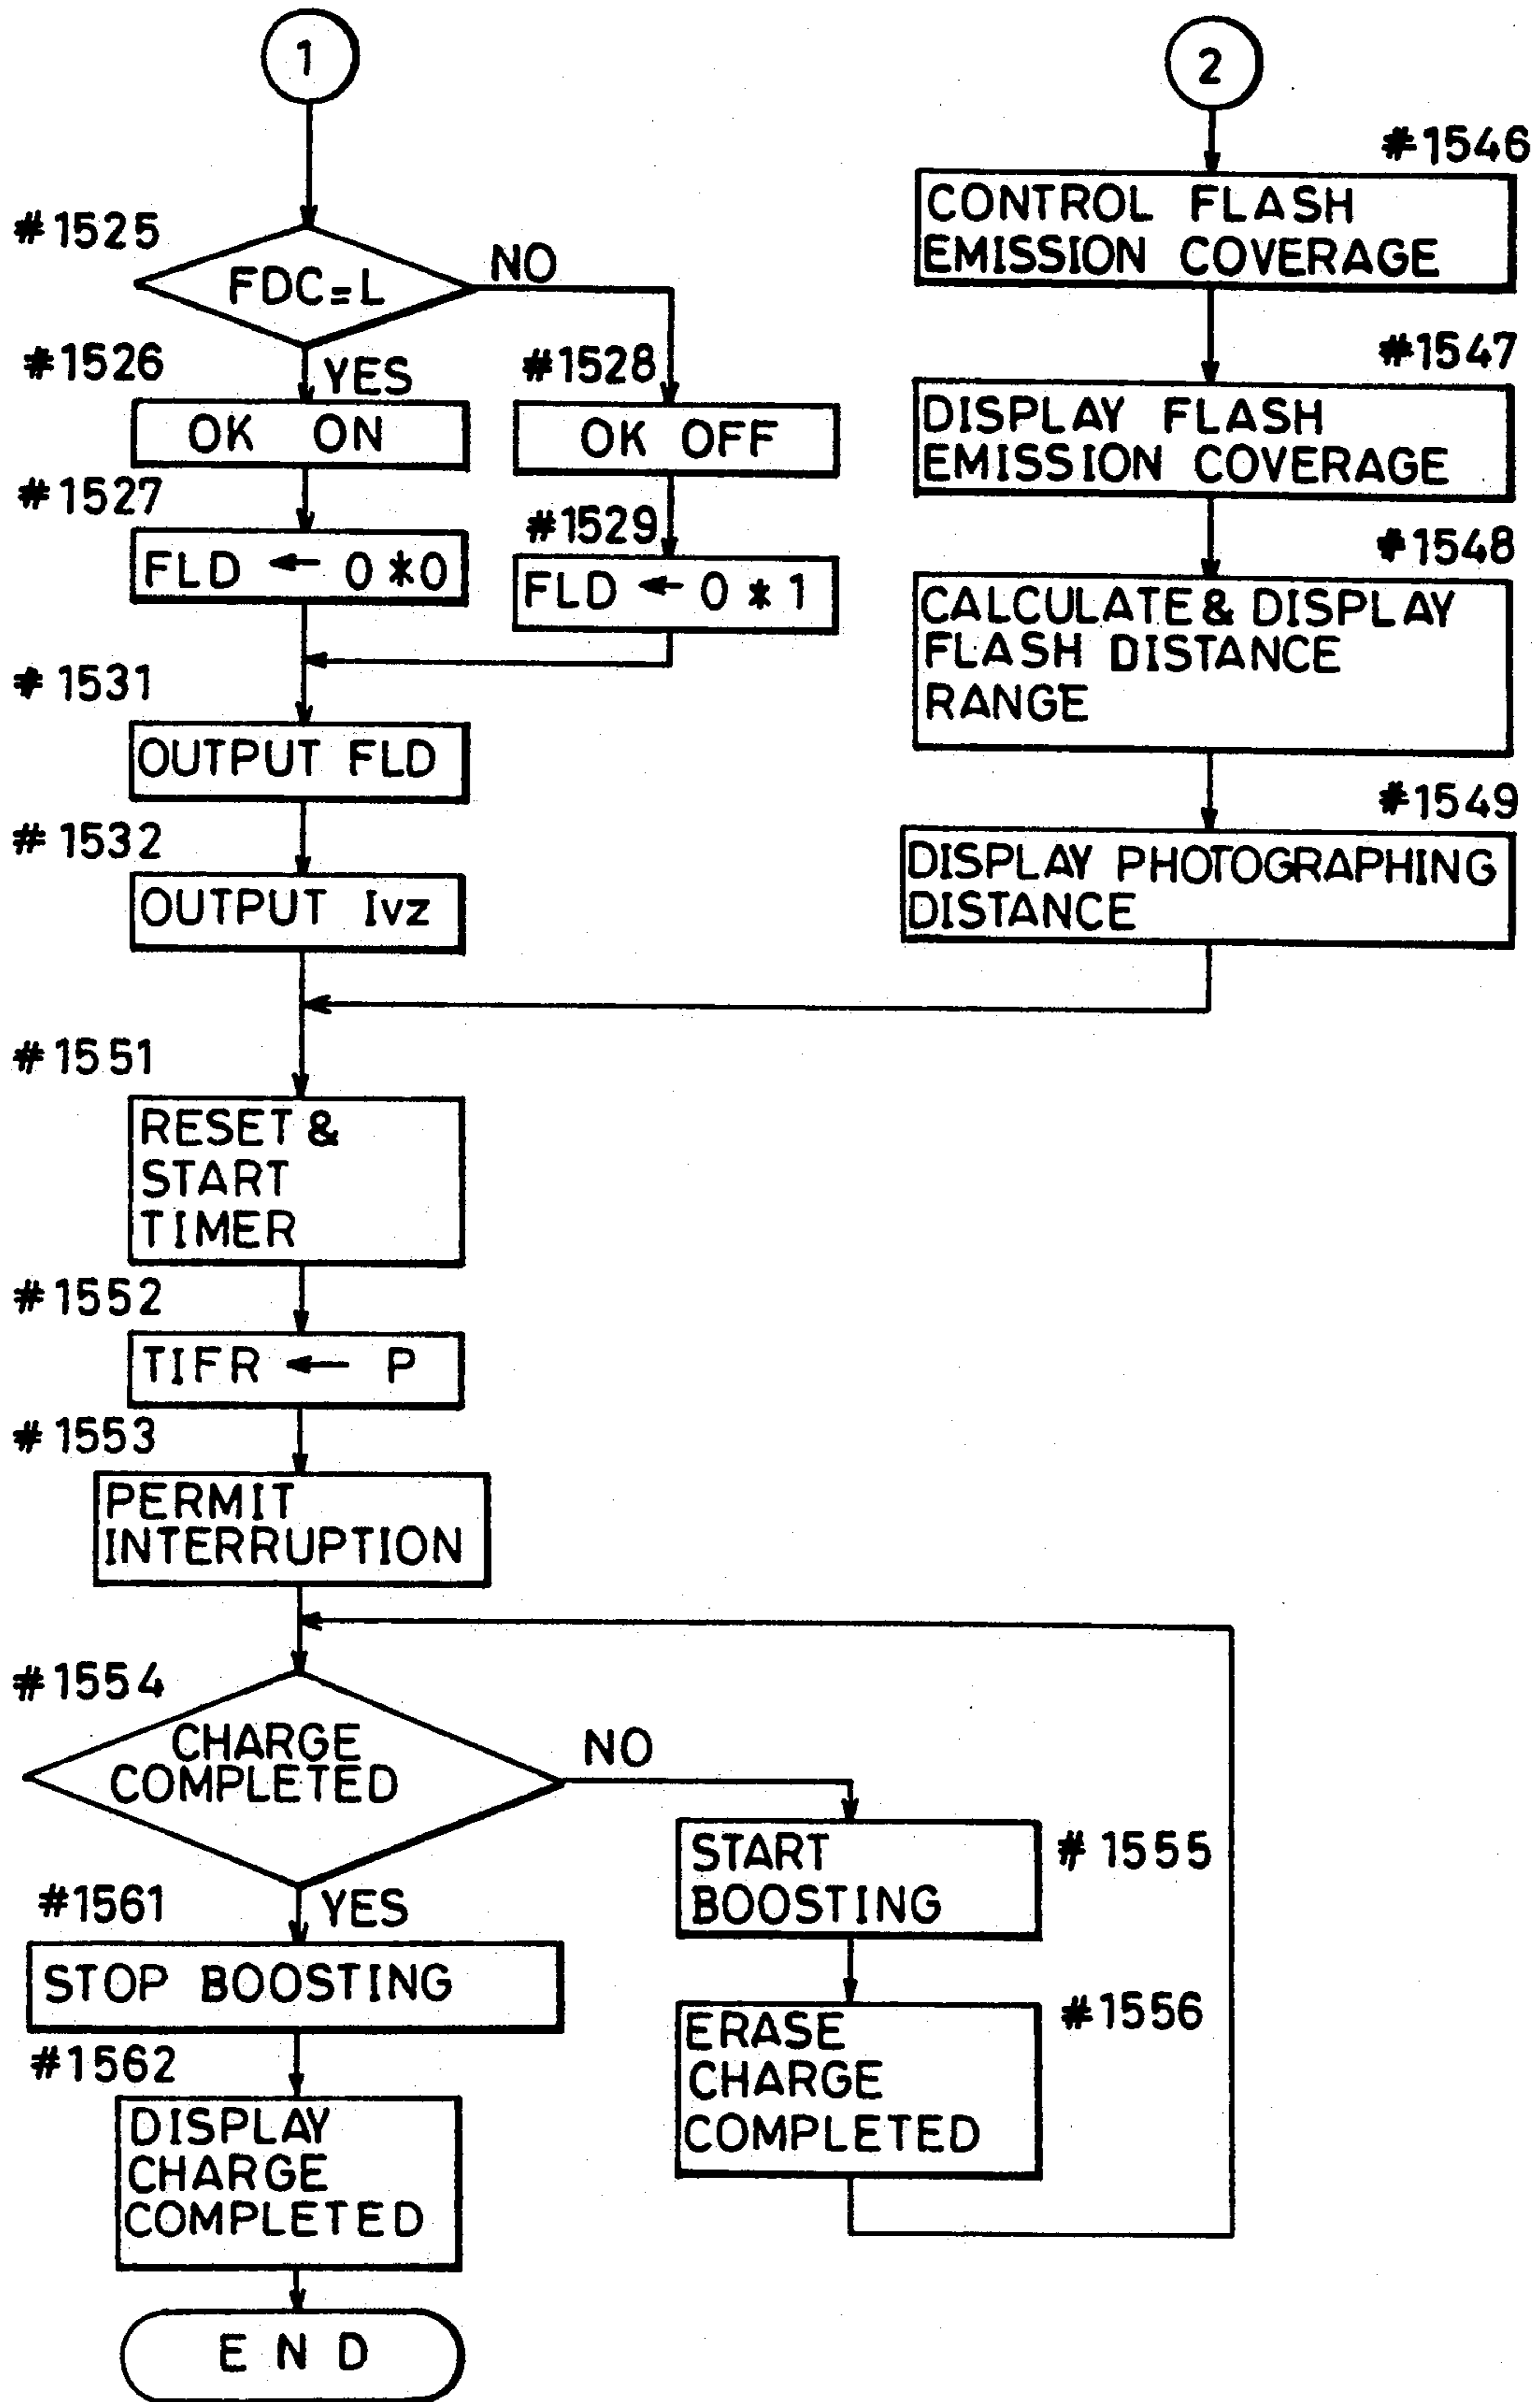 1
#1525
FDC=L
NO
#1526
YES
OK ON
#1528
OK OFF
#1527
FLD ← 0*0
#1529
FLD ← 0*1
#1531
OUTPUT FLD
#1532
OUTPUT Ivz
2
#1546
CONTROL FLASH
EMISSION COVERAGE
#1547
DISPLAY FLASH
EMISSION COVERAGE
#1548
CALCULATE & DISPLAY
FLASH DISTANCE
RANGE
#1549
DISPLAY PHOTOGRAPHING
DISTANCE
#1551
RESET &
START
TIMER
#1552
TIFR ← P
#1553
PERMIT
INTERRUPTION
#1554
CHARGE
COMPLETED
NO
START
BOOSTING
#1555
ERASE
CHARGE
COMPLETED
#1556
#1561
YES
STOP BOOSTING
#1562
DISPLAY
CHARGE
COMPLETED
END